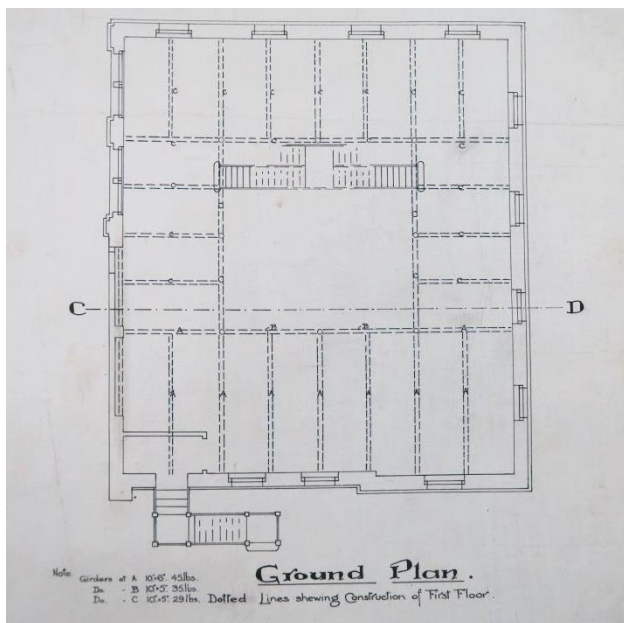 C D
C C C C C C C
C C C
C C
C C
C C
A B B A
A A A A A A A
Ground Plan.
Note. Girders at A 10"×6". 45lbs.
Do. - B 10"×5". 35lbs.
Do. - C 10"×5" 29lbs. Dotted Lines shewing Construction of First Floor.